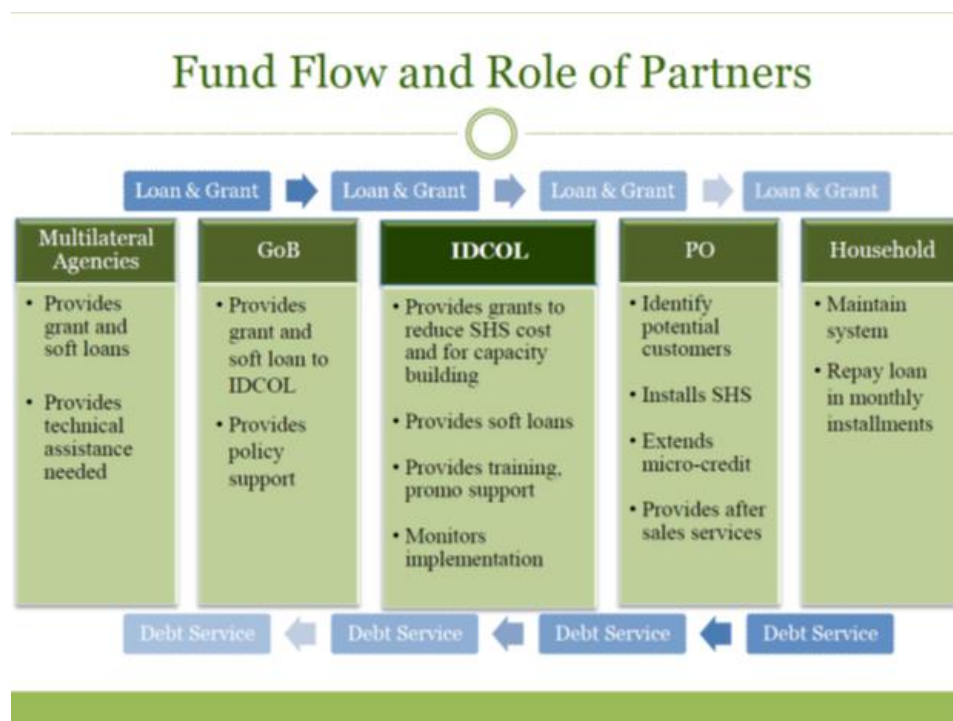 Fund Flow and Role of Partners
Loan & Grant
Loan & Grant
Loan & Grant
Loan & Grant
Multilateral
Agencies
• Provides
grant and
soft loans
• Provides
technical
assistance
needed
GoB
• Provides
grant and
soft loan to
IDCOL
• Provides
policy
support
IDCOL
• Provides grants to
reduce SHS cost
and for capacity
building
• Provides soft loans
• Provides training,
promo support
• Monitors
implementation
PO
• Identify
potential
customers
• Installs SHS
• Extends
micro-credit
• Provides after
sales services
Household
• Maintain
system
• Repay loan
in monthly
installments
Debt Service
Debt Service
Debt Service
Debt Service